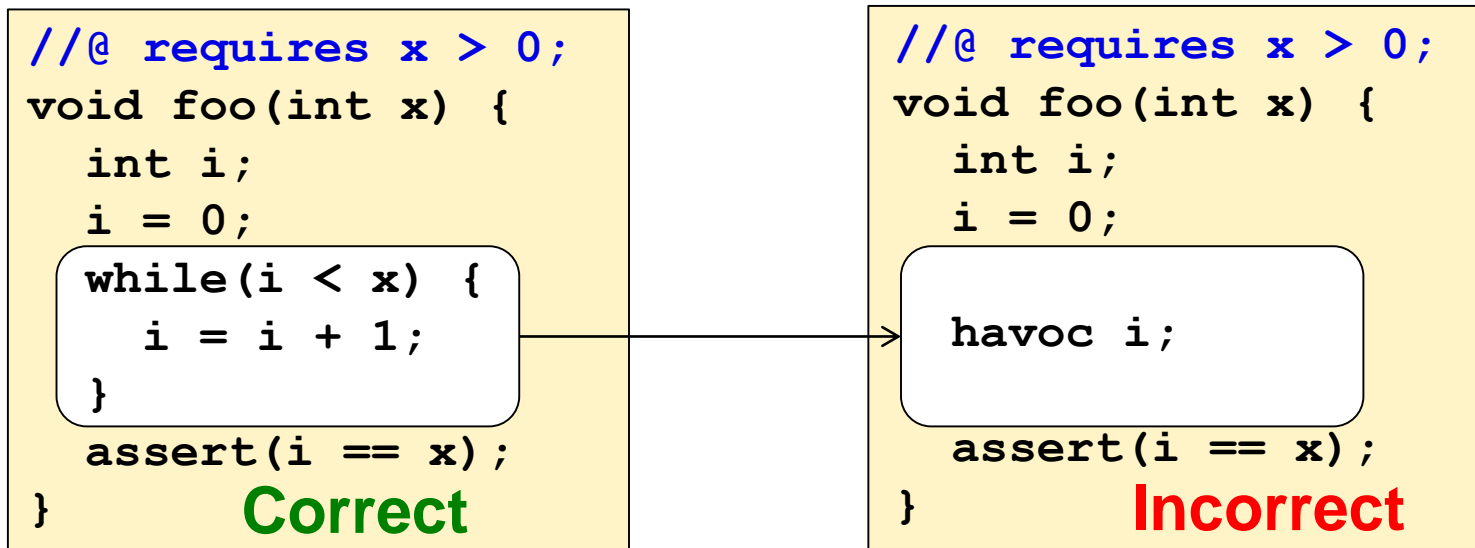 //@ requires x > 0;
void foo(int x) {
  int i;
  i = 0;
  while(i < x) {
    i = i + 1;
  }
  assert(i == x);
}
Correct
//@ requires x > 0;
void foo(int x) {
  int i;
  i = 0;
  havoc i;
  assert(i == x);
}
Incorrect